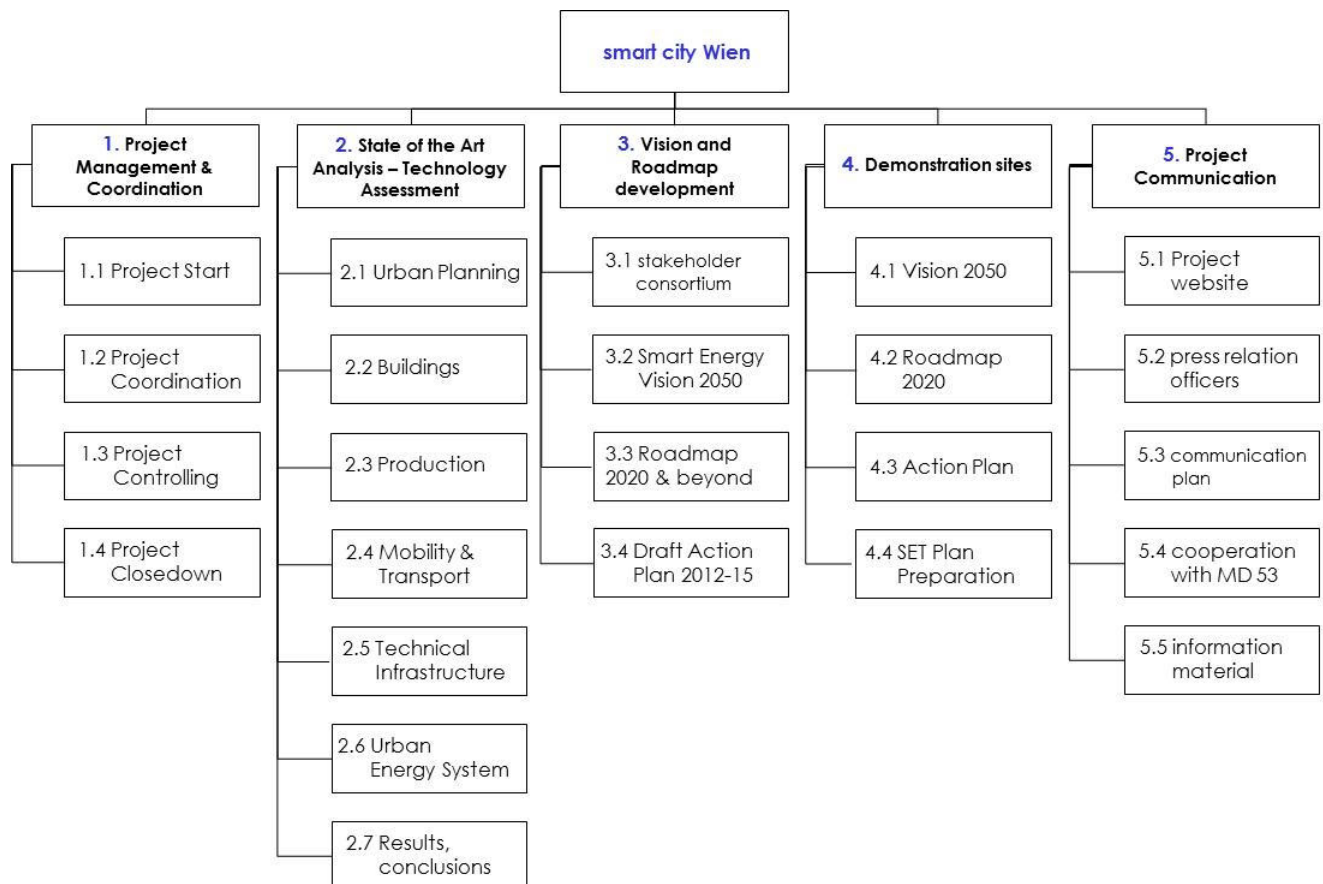 smart city Wien
1. Project
Management &
Coordination
1.1 Project Start
1.2 Project
Coordination
1.3 Project
Controlling
1.4 Project
Closedown
2. State of the Art
Analysis – Technology
Assessment
2.1 Urban Planning
2.2 Buildings
2.3 Production
2.4 Mobility &
Transport
2.5 Technical
Infrastructure
2.6 Urban
Energy System
2.7 Results,
conclusions
3. Vision and
Roadmap
development
3.1 stakeholder
consortium
3.2 Smart Energy
Vision 2050
3.3 Roadmap
2020 & beyond
3.4 Draft Action
Plan 2012-15
4. Demonstration sites
4.1 Vision 2050
4.2 Roadmap
2020
4.3 Action Plan
4.4 SET Plan
Preparation
5. Project
Communication
5.1 Project
website
5.2 press relation
officers
5.3 communication
plan
5.4 cooperation
with MD 53
5.5 information
material